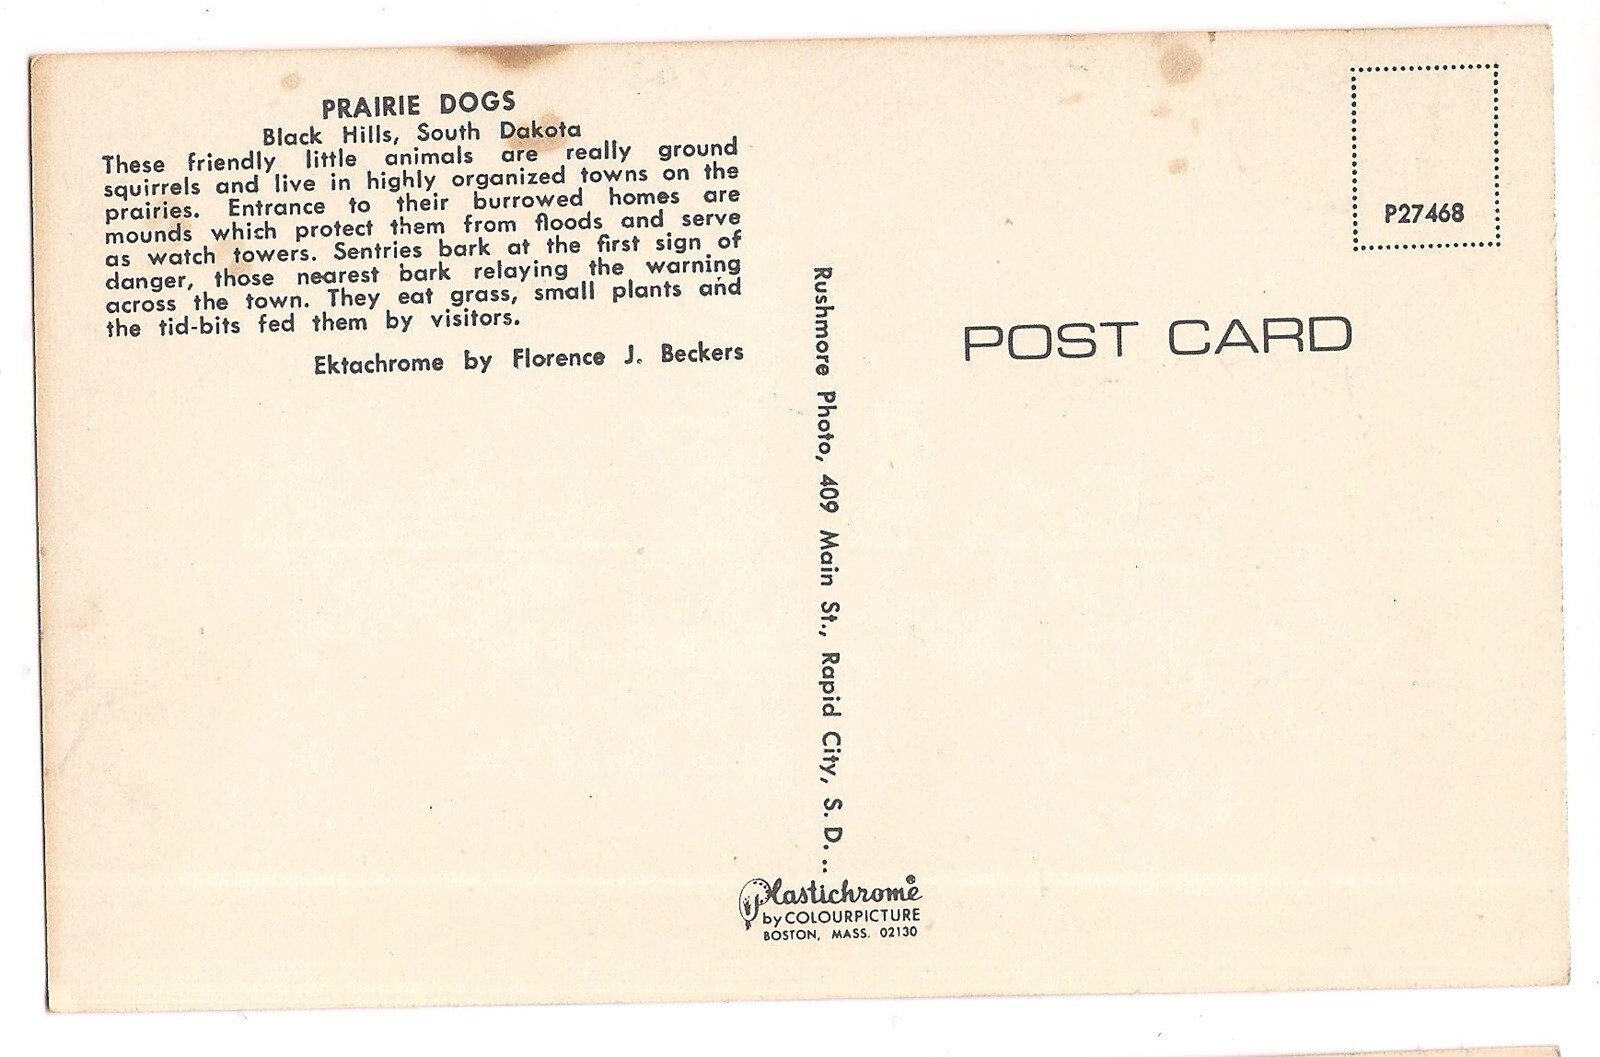 PRAIRIE DOGS
Black Hills, South Dakota
These friendly little animals are really ground
squirrels and live in highly organized towns on the
prairies. Entrance to their burrowed homes are
mounds which protect them from floods and serve
as watch towers. Sentries bark at the first sign of
danger, those nearest bark relaying the warning
across the town. They eat grass, small plants and
the tid-bits fed them by visitors.
Ektachrome by Florence J. Beckers
Rushmore Photo, 409 Main St., Rapid City, S. D. . .
Plastichrome®
by COLOURPICTURE
BOSTON, MASS. 02130
P27468
POST CARD